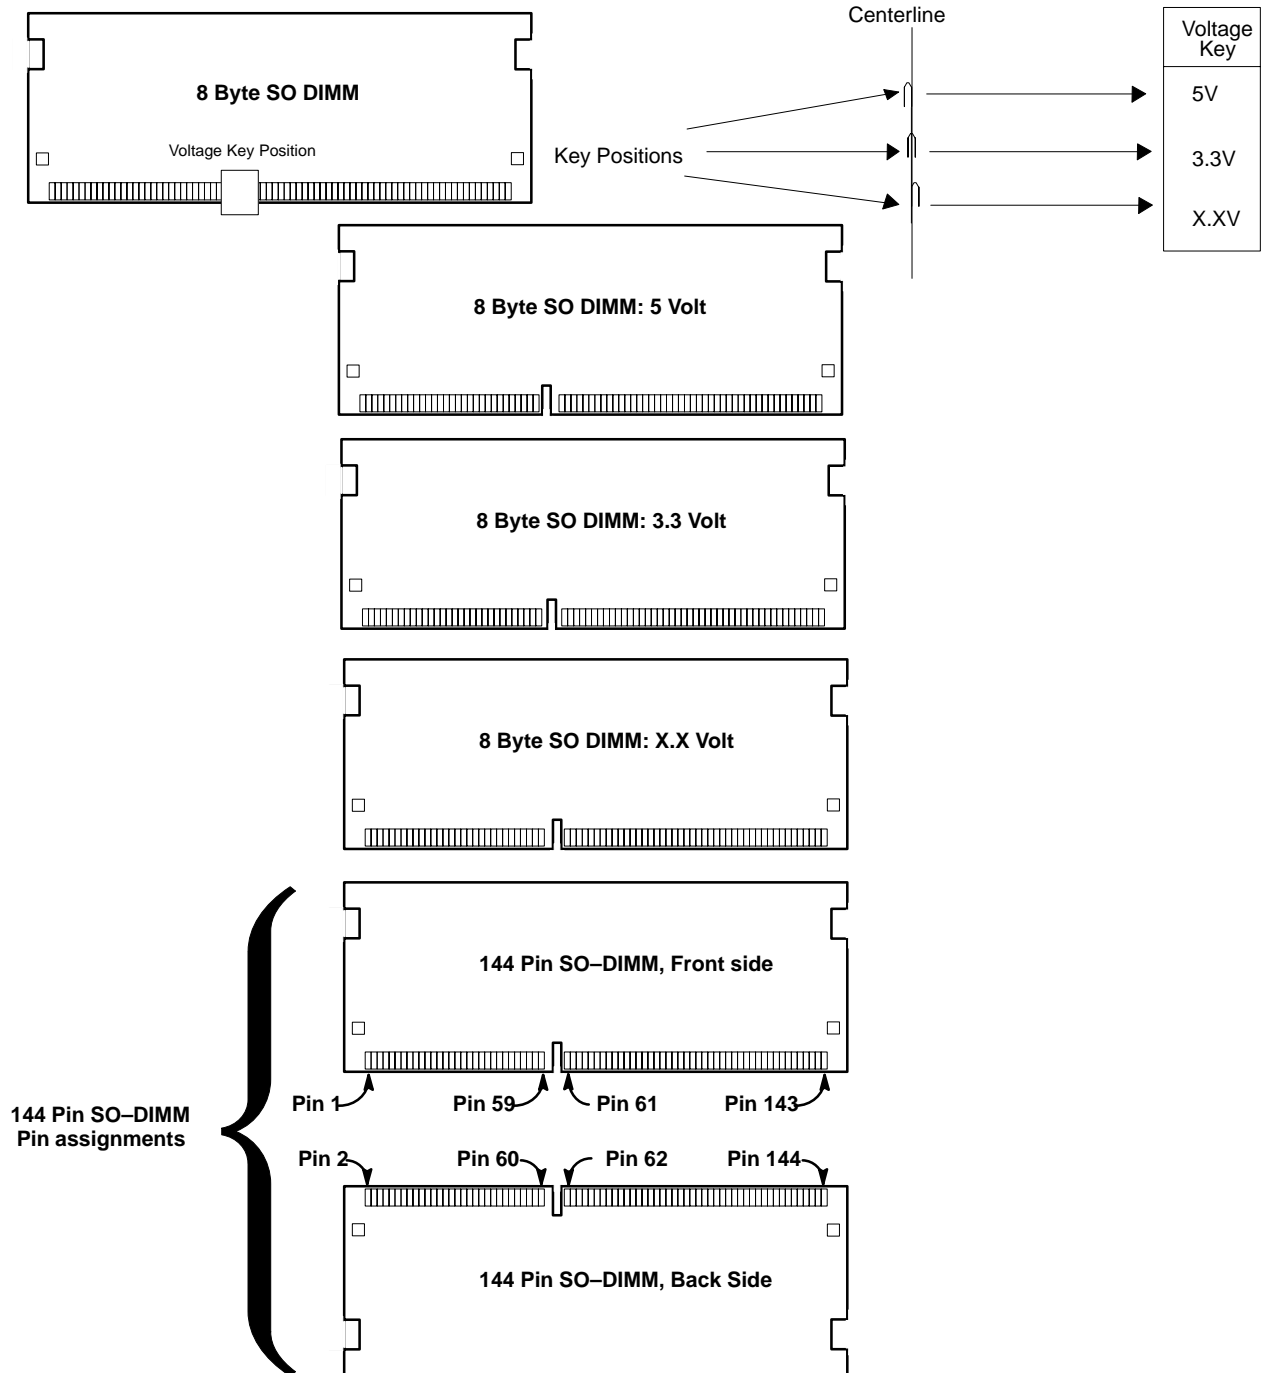 Centerline
Voltage
Key
8 Byte SO DIMM
5V
Voltage Key Position
Key Positions
3.3V
X.XV
8 Byte SO DIMM: 5 Volt
8 Byte SO DIMM: 3.3 Volt
8 Byte SO DIMM: X.X Volt
144 Pin SO–DIMM, Front side
Pin 1
Pin 59
Pin 61
Pin 143
144 Pin SO–DIMM
Pin assignments
Pin 2
Pin 60
Pin 62
Pin 144
144 Pin SO–DIMM, Back Side